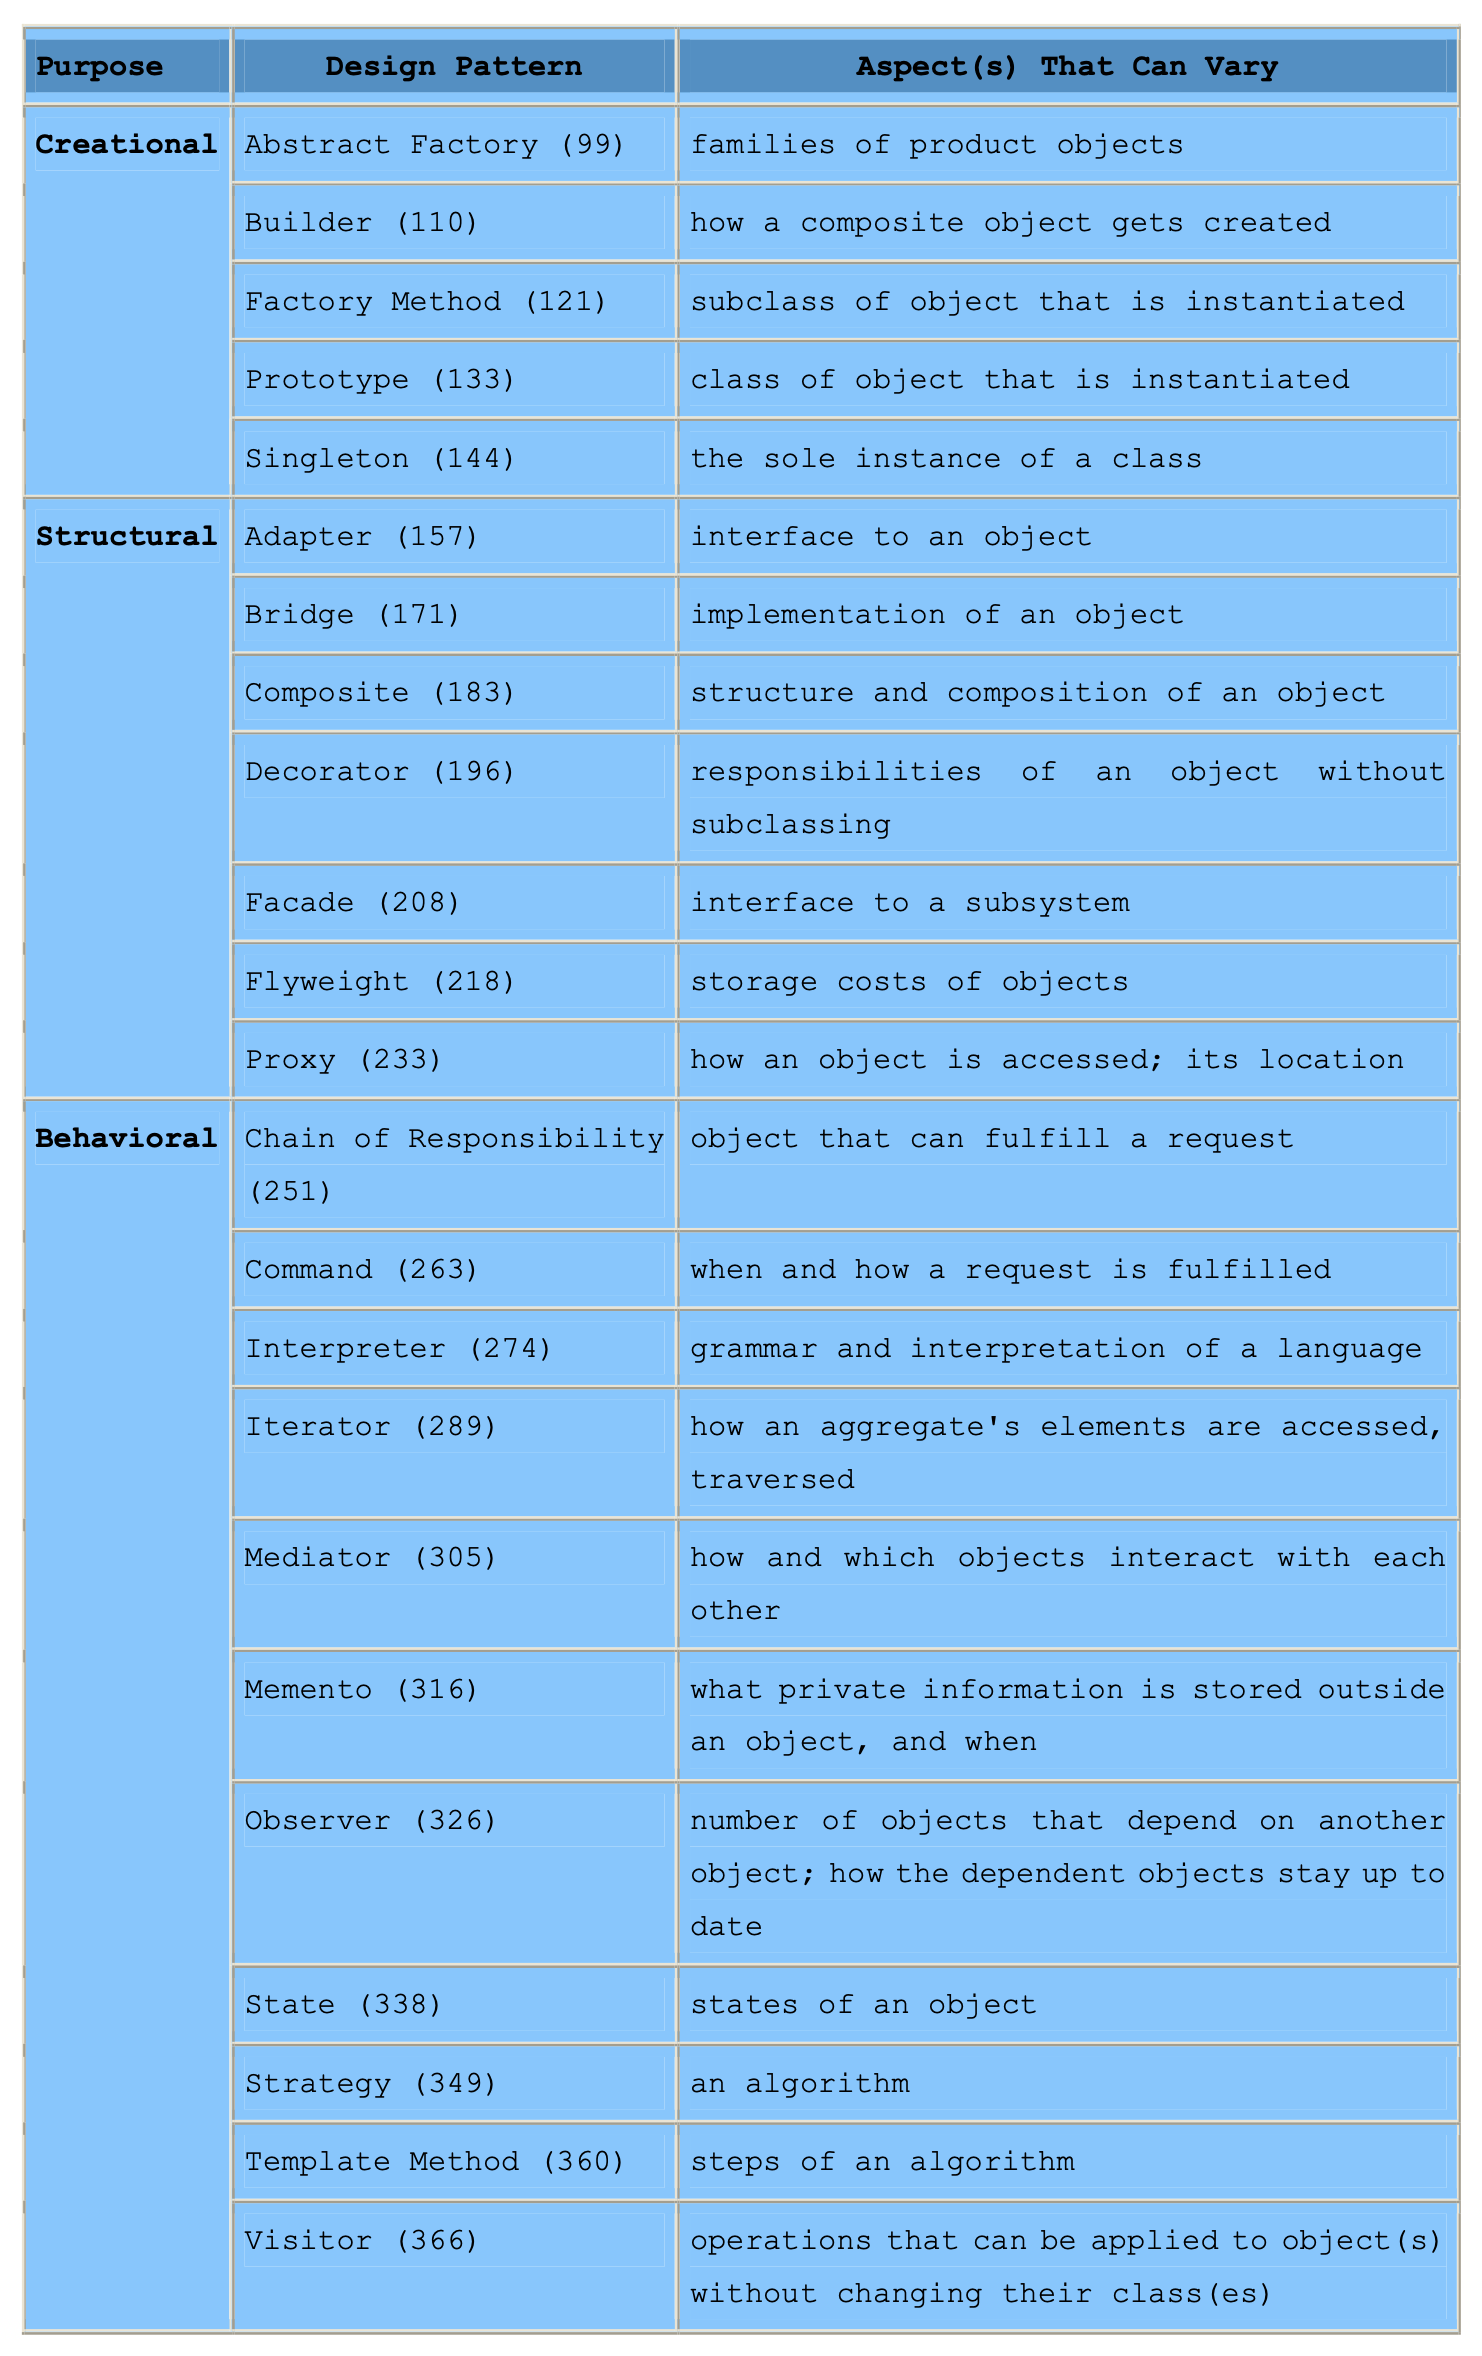 Purpose Design Pattern Aspect(s) That Can Vary
Creational Abstract Factory (99) families of product objects
Builder (110) how a composite object gets created
Factory Method (121) subclass of object that is instantiated
Prototype (133) class of object that is instantiated
Singleton (144) the sole instance of a class
Structural Adapter (157) interface to an object
Bridge (171) implementation of an object
Composite (183) structure and composition of an object
Decorator (196) responsibilities of an object without
subclassing
Facade (208) interface to a subsystem
Flyweight (218) storage costs of objects
Proxy (233) how an object is accessed; its location
Behavioral Chain of Responsibility object that can fulfill a request
(251)
Command (263) when and how a request is fulfilled
Interpreter (274) grammar and interpretation of a language
Iterator (289) how an aggregate's elements are accessed,
traversed
Mediator (305) how and which objects interact with each
other
Memento (316) what private information is stored outside
an object, and when
Observer (326) number of objects that depend on another
object; how the dependent objects stay up to
date
State (338) states of an object
Strategy (349) an algorithm
Template Method (360) steps of an algorithm
Visitor (366) operations that can be applied to object(s)
without changing their class(es)